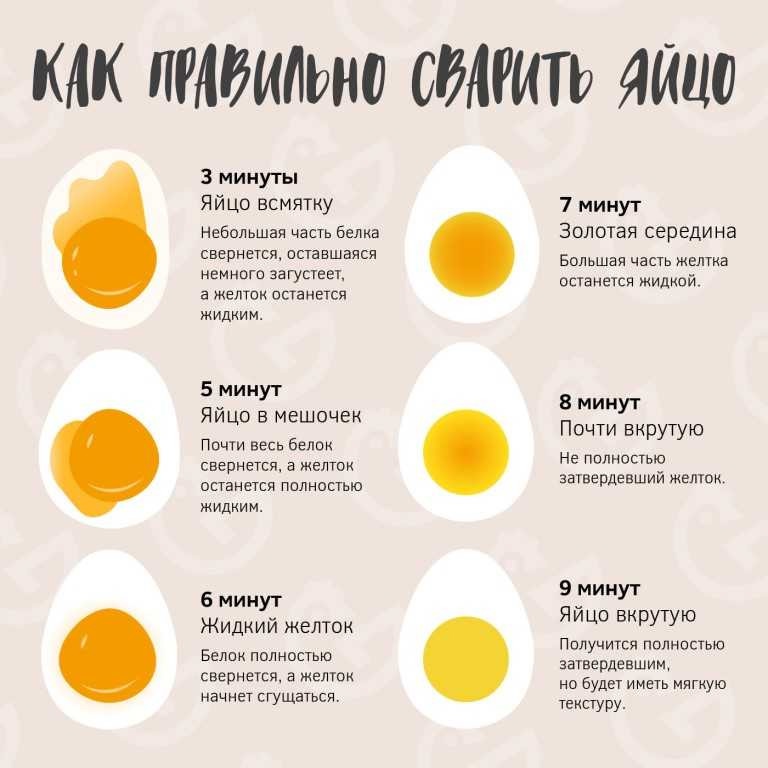 КАК ПРАВИЛЬНО СВАРИТЬ ЯЙЦО
3 минуты
Яйцо всмятку
Небольшая часть белка
свернется, оставшаяся
немного загустеет,
а желток останется
жидким.
5 минут
Яйцо в мешочек
Почти весь белок
свернется, а желток
останется полностью
жидким.
6 минут
Жидкий желток
Белок полностью
свернется, а желток
начнет сгущаться.
7 минут
Золотая середина
Большая часть желтка
останется жидкой.
8 минут
Почти вкрутую
Не полностью
затвердевший желток.
9 минут
Яйцо вкрутую
Получится полностью
затвердевшим,
но будет иметь мягкую
текстуру.